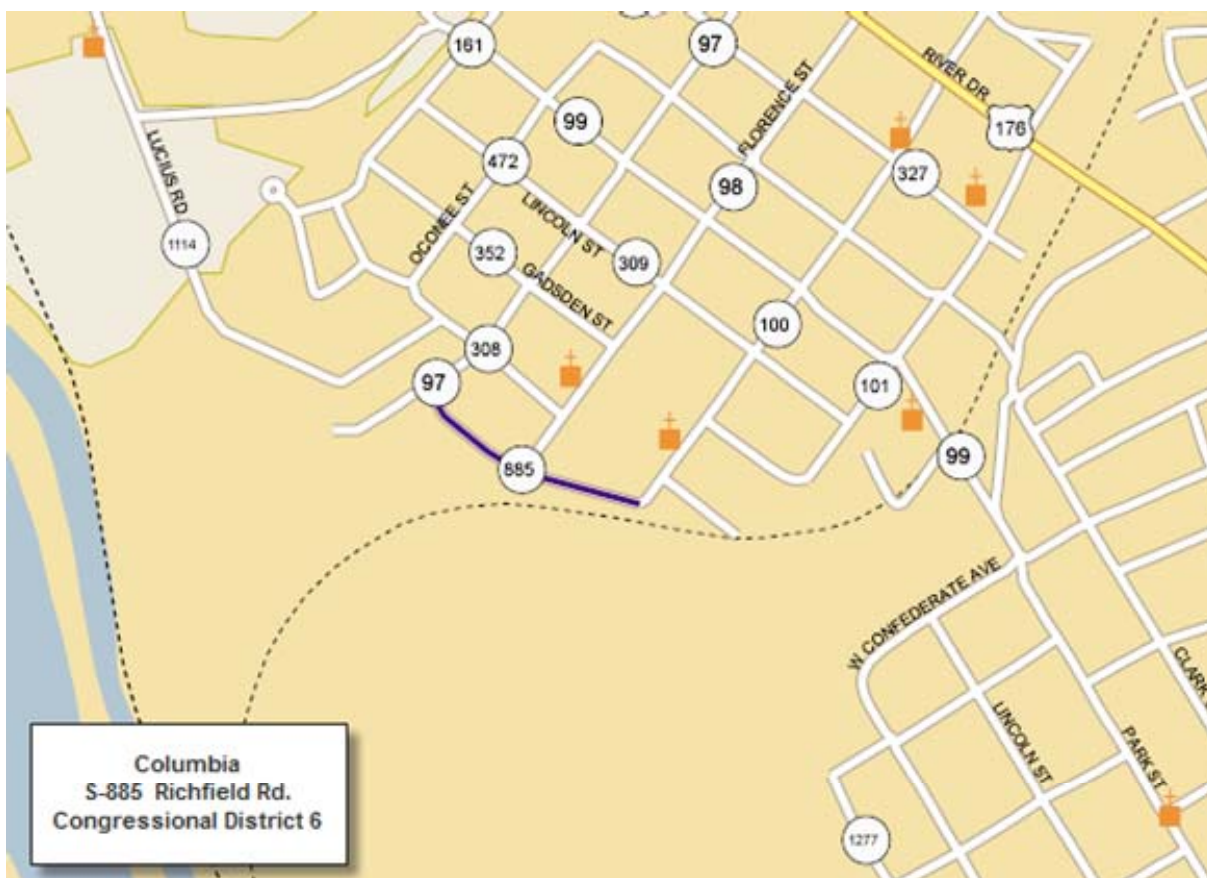 161
97
RIVER DR
99
FLORENCE ST
176
LUCIUS RD
472
98
327
OCONEE ST
LINCOLN ST
1114
352
309
GADSDEN ST
100
308
97
101
885
99
W CONFEDERATE AVE
LINCOLN ST
CLARK
PARK ST
1277
Columbia
S-885 Richfield Rd.
Congressional District 6